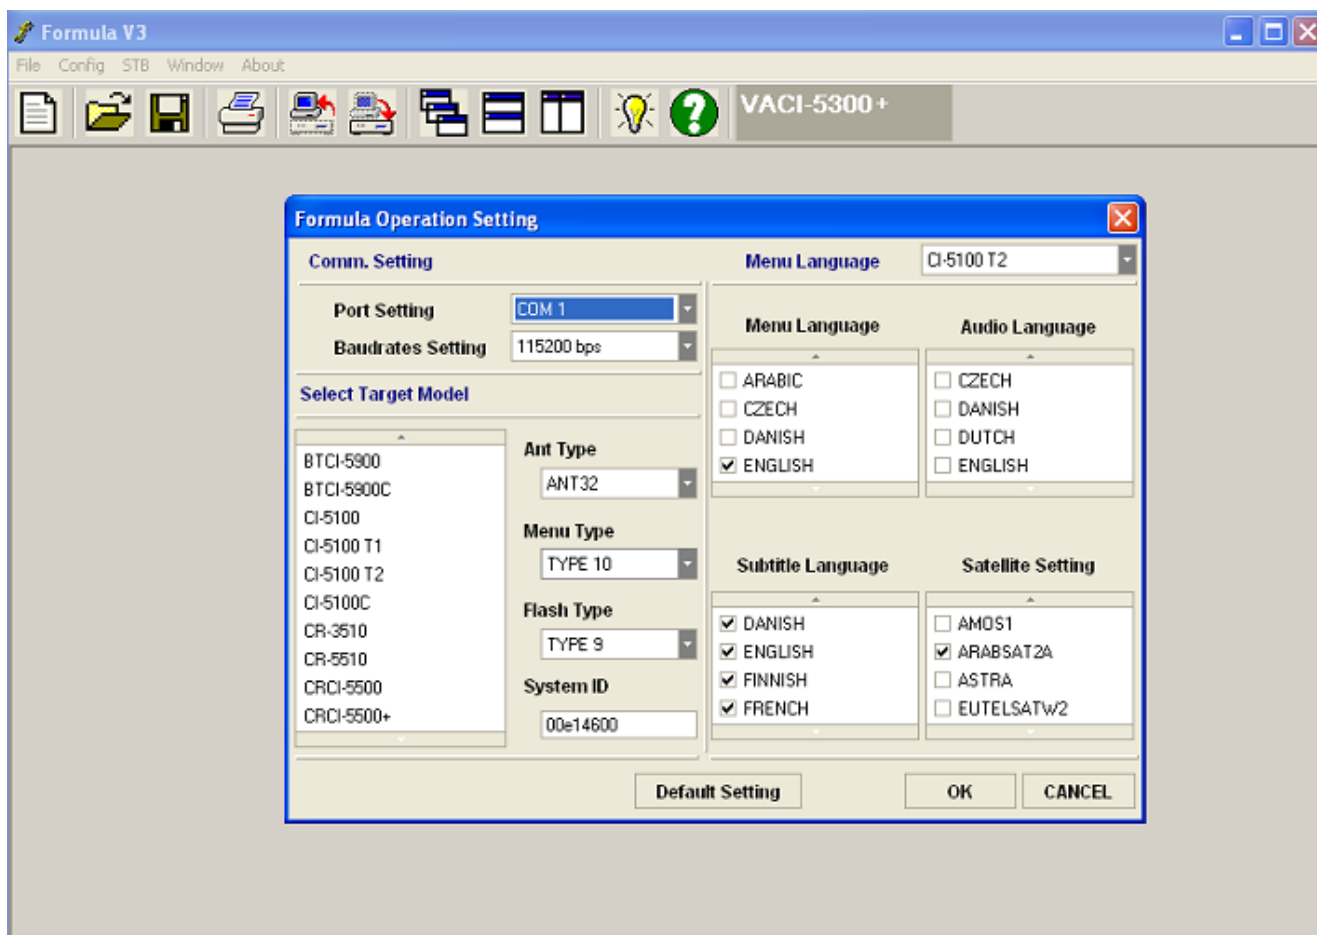 Formula V3
File Config STB Window About
VACI-5300+
Formula Operation Setting
Comm. Setting
Port Setting COM 1
Baudrates Setting 115200 bps
Select Target Model
BTCI-5900
BTCI-5900C
CI-5100
CI-5100 T1
CI-5100 T2
CI-5100C
CR-3510
CR-5510
CRCI-5500
CRCI-5500+
Ant Type
ANT32
Menu Type
TYPE 10
Flash Type
TYPE 9
System ID
00e14600
Menu Language CI-5100 T2
Menu Language
ARABIC
CZECH
DANISH
ENGLISH
Audio Language
CZECH
DANISH
DUTCH
ENGLISH
Subtitle Language
DANISH
ENGLISH
FINNISH
FRENCH
Satellite Setting
AMOS1
ARABSAT2A
ASTRA
EUTELSATW2
Default Setting OK CANCEL